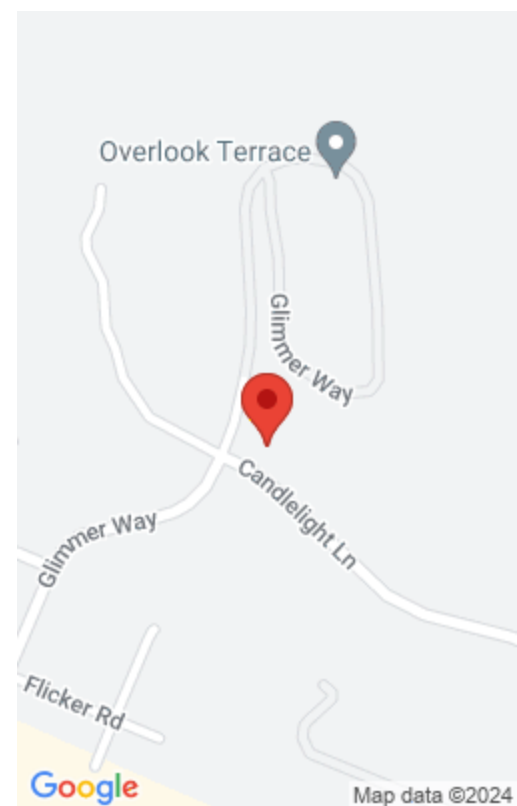 Overlook Terrace
Glimmer Way
Candlelight Ln
Glimmer Way
Flicker Rd
Google
Map data ©2024